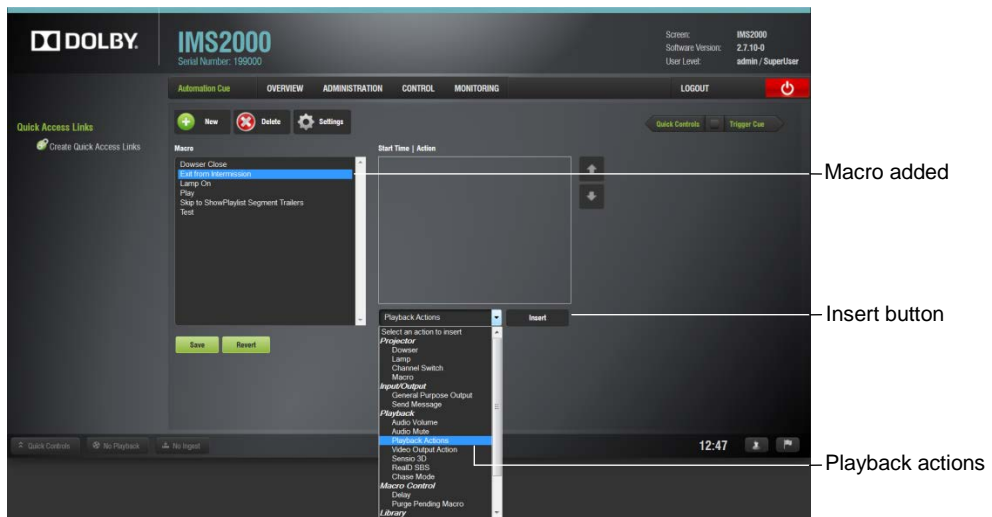 DOLBY.
IMS2000
Serial Number: 199000
Screen: IMS2000
Software Version: 2.7.10-0
User Level: admin / SuperUser
Automation Cue OVERVIEW ADMINISTRATION CONTROL MONITORING LOGOUT
Quick Access Links
Create Quick Access Links
New Delete Settings
Quick Controls Trigger Cue
Macro
Start Time | Action
Dowser Close
Exit from Intermission
Lamp On
Play
Skip to ShowPlaylist Segment Trailers
Test
Macro added
Playback Actions Insert
Insert button
Save Revert
Select an action to insert
Projector
Dowser
Lamp
Channel Switch
Macro
Input/Output
General Purpose Output
Send Message
Playback
Audio Volume
Audio Mute
Playback Actions
Video Output Action
Sensio 3D
RealD SBS
Chase Mode
Macro Control
Delay
Purge Pending Macro
Library
Playback actions
Quick Controls No Playback No Ingest
12:47